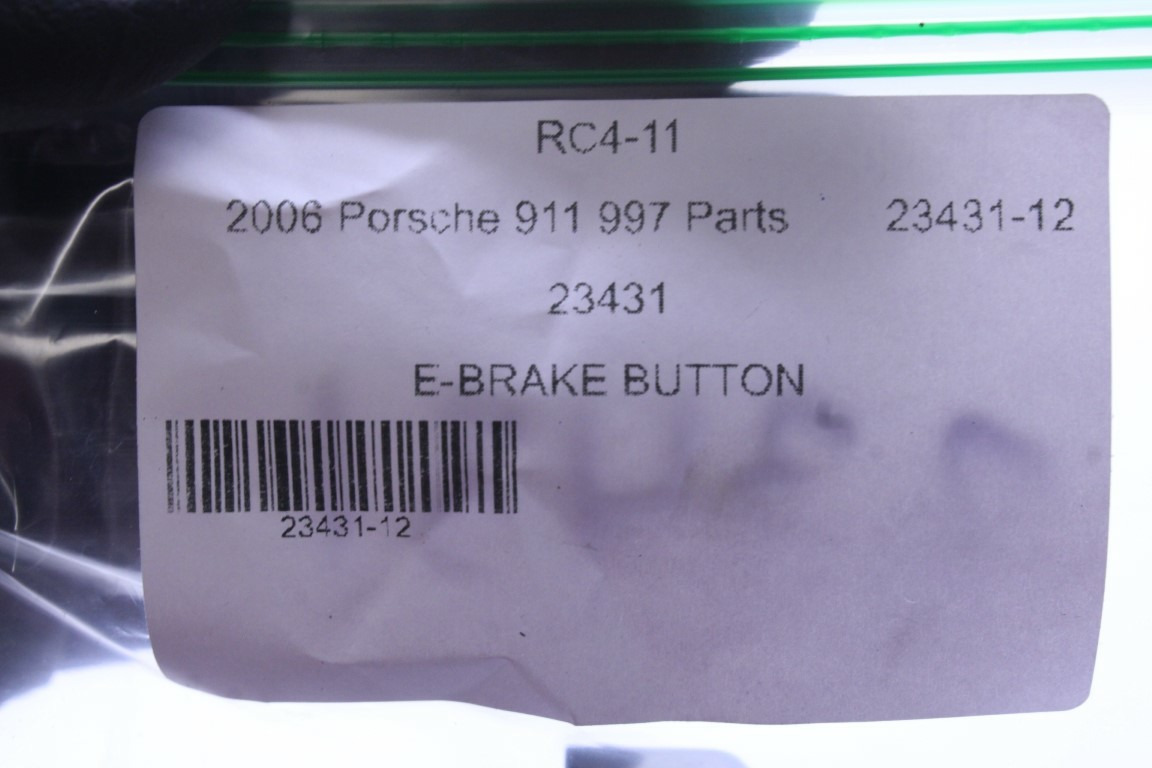 RC4-11
2006 Porsche 911 997 Parts 23431-12
23431
E-BRAKE BUTTON
23431-12